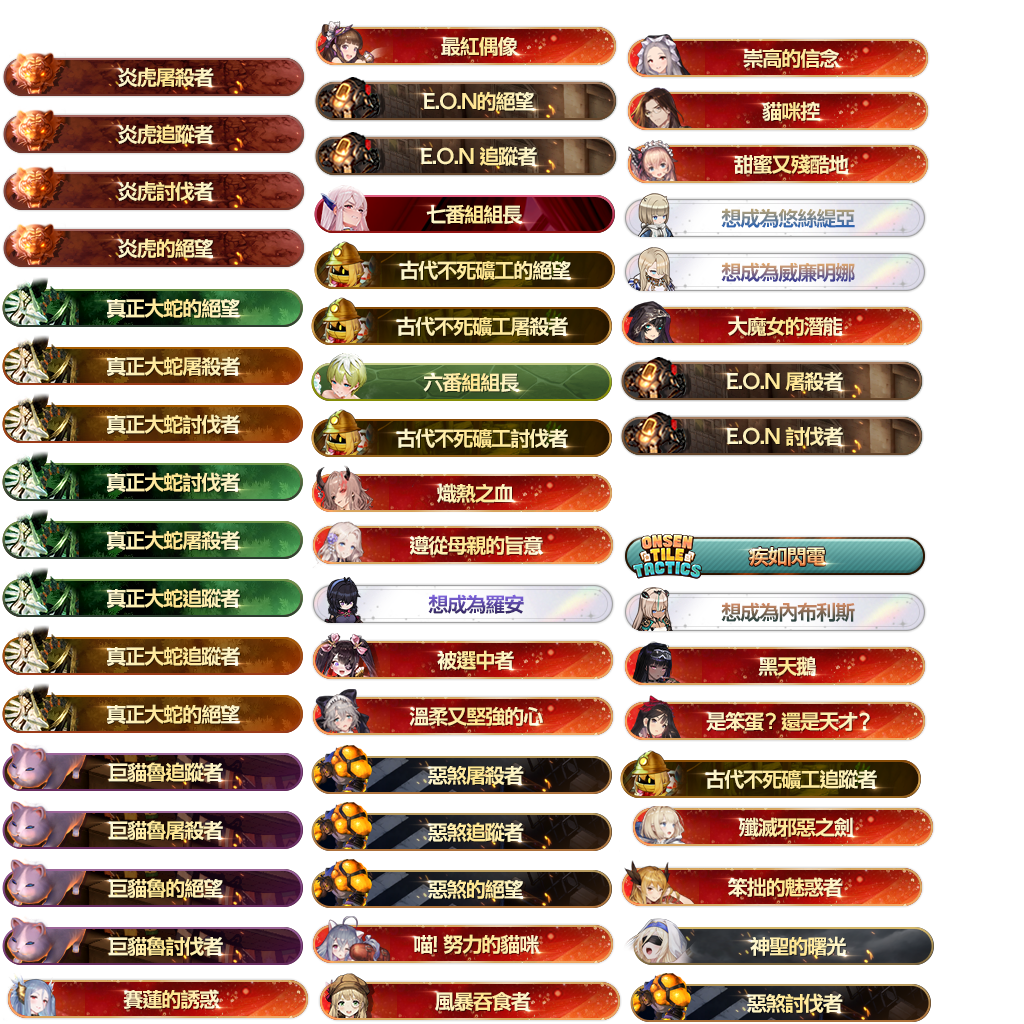 炎虎屠殺者
炎虎追蹤者
炎虎討伐者
炎虎的絕望
真正大蛇的絕望
真正大蛇屠殺者
真正大蛇討伐者
真正大蛇討伐者
真正大蛇屠殺者
真正大蛇追蹤者
真正大蛇追蹤者
真正大蛇的絕望
巨貓魯追蹤者
巨貓魯屠殺者
巨貓魯的絕望
巨貓魯討伐者
賽蓮的誘惑
最紅偶像
E.O.N的絕望
E.O.N 追蹤者
七番組組長
古代不死礦工的絕望
古代不死礦工屠殺者
六番組組長
古代不死礦工討伐者
熾熱之血
遵從母親的旨意
想成為羅安
被選中者
溫柔又堅強的心
惡煞屠殺者
惡煞追蹤者
惡煞的絕望
喵! 努力的貓咪
風暴吞食者
崇高的信念
貓咪控
甜蜜又殘酷地
想成為悠絲緹亞
想成為威廉明娜
大魔女的潛能
E.O.N 屠殺者
E.O.N 討伐者
ONSEN
TILE
TACTICS
疾如閃電
想成為內布利斯
黑天鵝
是笨蛋? 還是天才?
古代不死礦工追蹤者
殲滅邪惡之劍
笨拙的魅惑者
神聖的曙光
惡煞討伐者